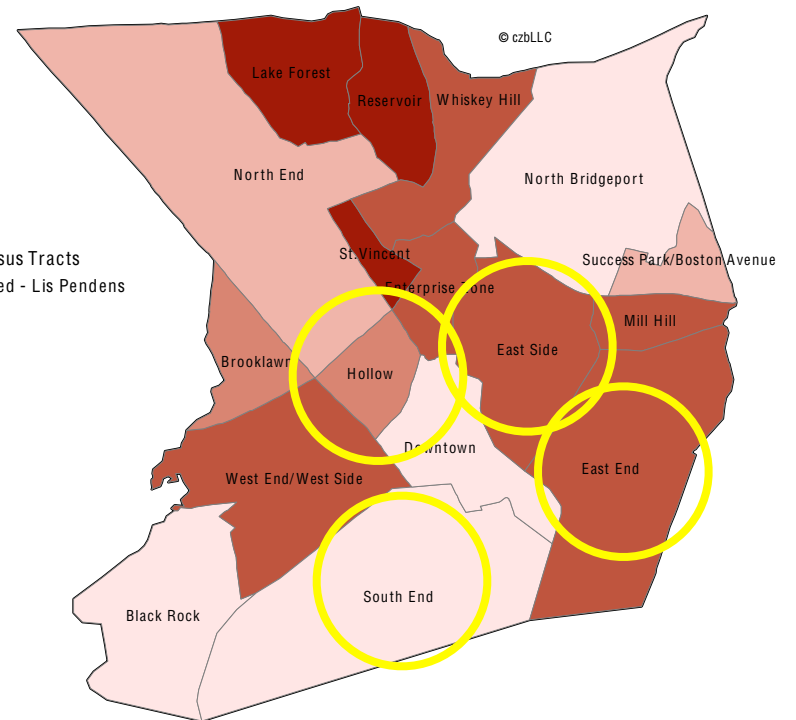 © czbLLC
Lake Forest
Reservoir
Whiskey Hill
North End
North Bridgeport
St. Vincent
sus Tracts
Success Park/Boston Avenue
ed - Lis Pendens
Enterprise Zone
Mill Hill
East Side
Brooklawn
Hollow
Downtown
East End
West End/West Side
South End
Black Rock